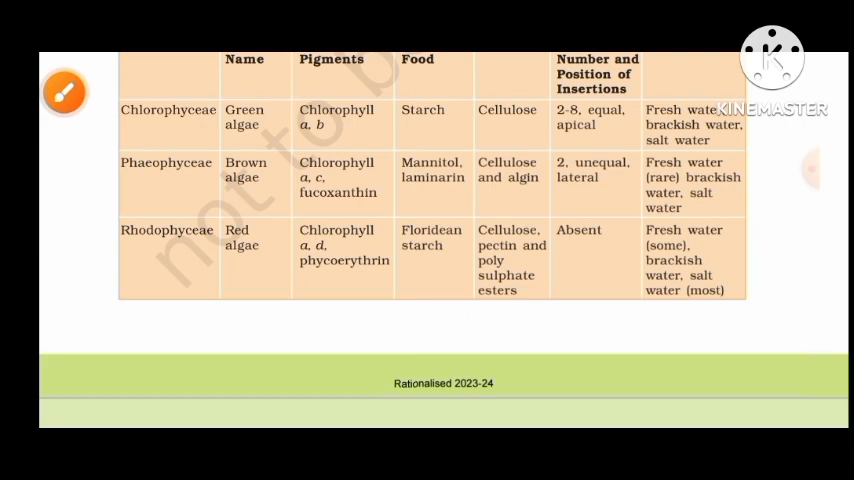 Name Pigments Food Number and
Position of
Insertions
KINEMASTER
Chlorophyceae Green Chlorophyll Starch Cellulose 2-8, equal, Fresh water,
algae a, b apical brackish water,
salt water
Phaeophyceae Brown Chlorophyll Mannitol, Cellulose 2, unequal, Fresh water
algae a, c, laminarin and algin lateral (rare) brackish
fucoxanthin water, salt
water
Rhodophyceae Red Chlorophyll Floridean Cellulose, Absent Fresh water
algae a, d, starch pectin and (some),
phycoerythrin poly brackish
sulphate water, salt
esters water (most)
not to b
Rationalised 2023-24